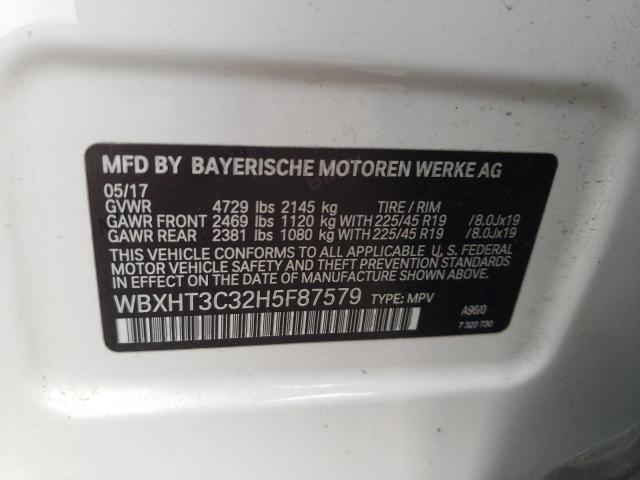 MFD BY BAYERISCHE MOTOREN WERKE AG
05/17
GVWR 4729 lbs 2145 kg TIRE / RIM
GAWR FRONT 2469 lbs 1120 kg WITH 225/45 R19 /8.0Jx19
GAWR REAR 2381 lbs 1080 kg WITH 225/45 R19 /8.0Jx19
THIS VEHICLE CONFORMS TO ALL APPLICABLE U. S. FEDERAL
MOTOR VEHICLE SAFETY AND THEFT PREVENTION STANDARDS
IN EFFECT ON THE DATE OF MANUFACTURE SHOWN ABOVE.
WBXHT3C32H5F87579 TYPE: MPV
A96/0
7 320 730